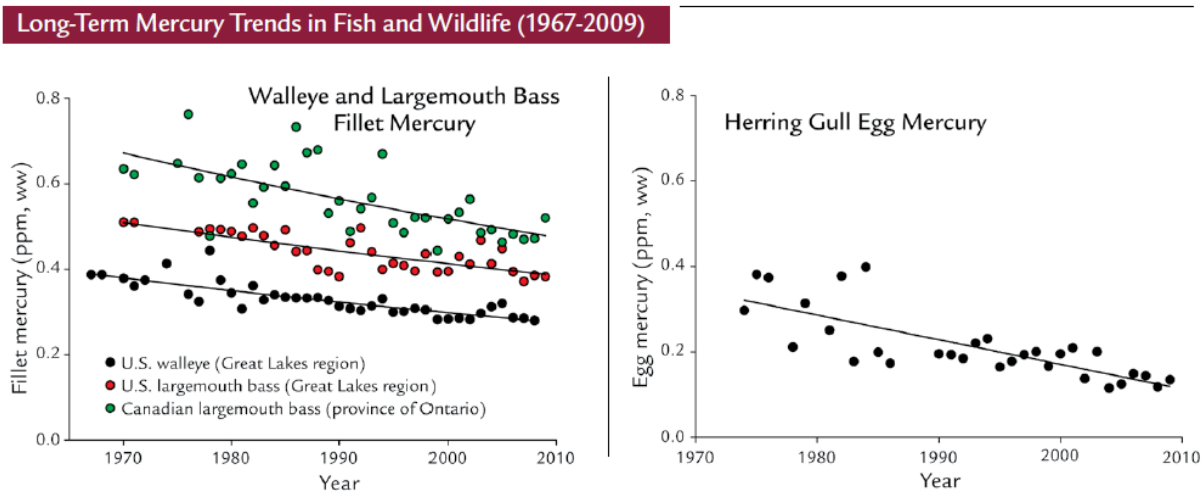 Long-Term Mercury Trends in Fish and Wildlife (1967-2009)
Walleye and Largemouth Bass
Fillet Mercury
Fillet mercury (ppm, ww)
0.8
0.6
0.4
0.2
0.0
U.S. walleye (Great Lakes region)
U.S. largemouth bass (Great Lakes region)
Canadian largemouth bass (province of Ontario)
1970 1980 1990 2000 2010
Year
Herring Gull Egg Mercury
Egg mercury (ppm, ww)
0.8
0.6
0.4
0.2
0.0
1970 1980 1990 2000 2010
Year